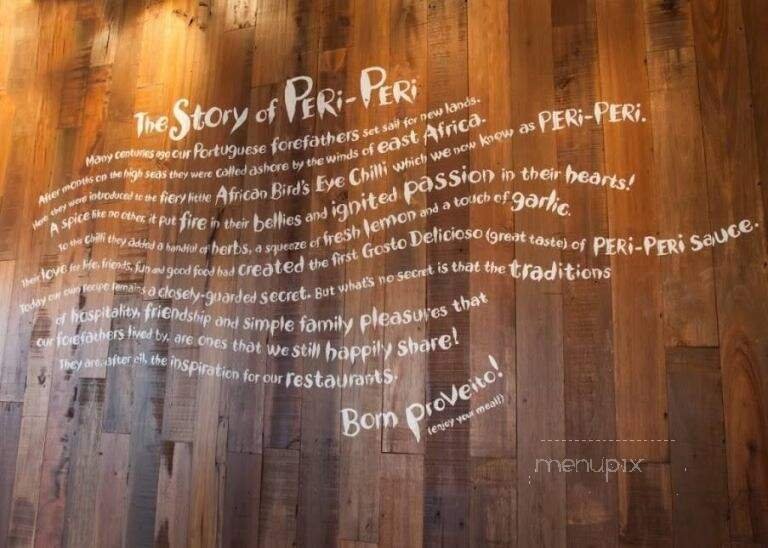 The Story of PERi-PERi
Many centuries ago our Portuguese forefathers set sail for new lands.
After months on the high seas they were called ashore by the winds of east Africa.
Here they were introduced to the fiery little African Bird's Eye Chilli which we now know as PERi-PERi.
A spice like no other, it put fire in their bellies and ignited passion in their hearts!
To this chilli they added a handful of herbs, a squeeze of fresh lemon and a touch of garlic.
Their love for life, friends, fun and good food had created the first Gosto Delicioso (great taste) of PERi-PERi sauce.
Today our own recipe remains a closely-guarded secret. But what's no secret is that the traditions
of hospitality, friendship and simple family pleasures that
our forefathers lived by, are ones that we still happily share!
They are, after all, the inspiration for our restaurants.
Bom Proveito!
(enjoy your meal!)
menupix